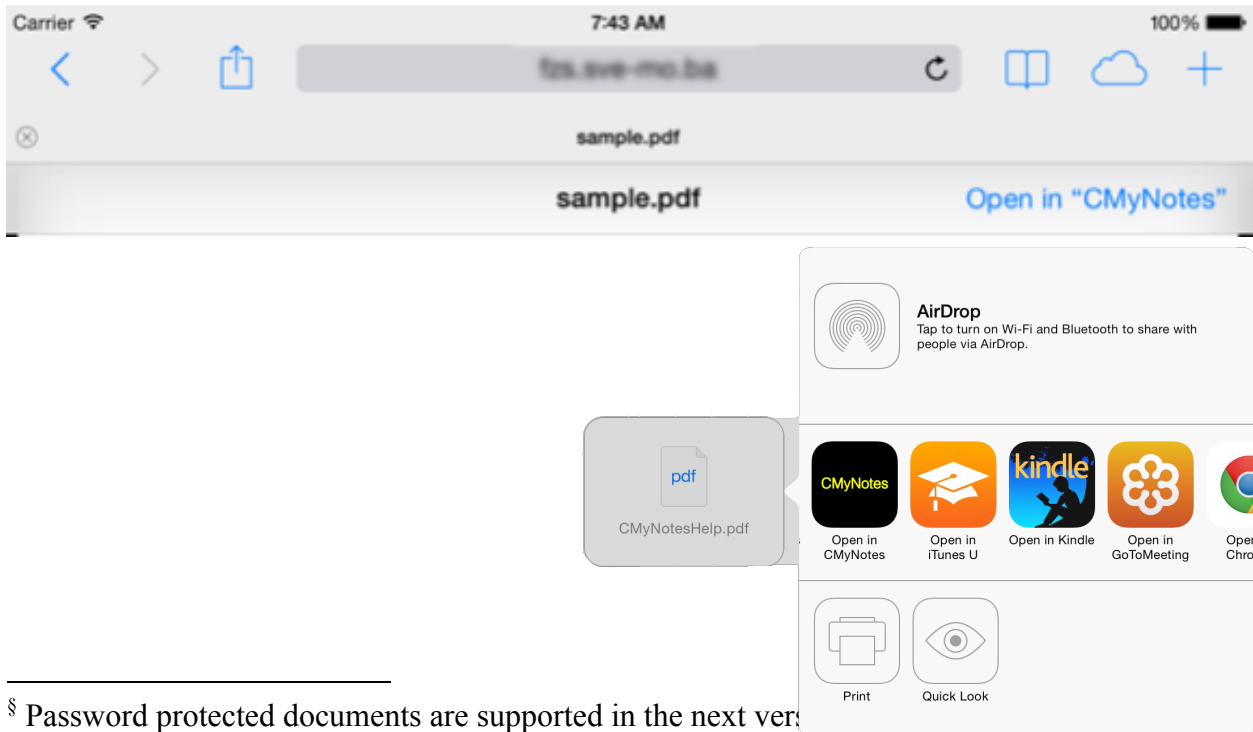 Carrier 7:43 AM 100%
sample.pdf
sample.pdf Open in “CMyNotes”
AirDrop
Tap to turn on Wi-Fi and Bluetooth to share with
people via AirDrop.
pdf
CMyNotesHelp.pdf
CMyNotes
kindle
Open in
CMyNotes
Open in
iTunes U
Open in Kindle
Open in
GoToMeeting
Print
Quick Look
§ Password protected documents are supported in the next